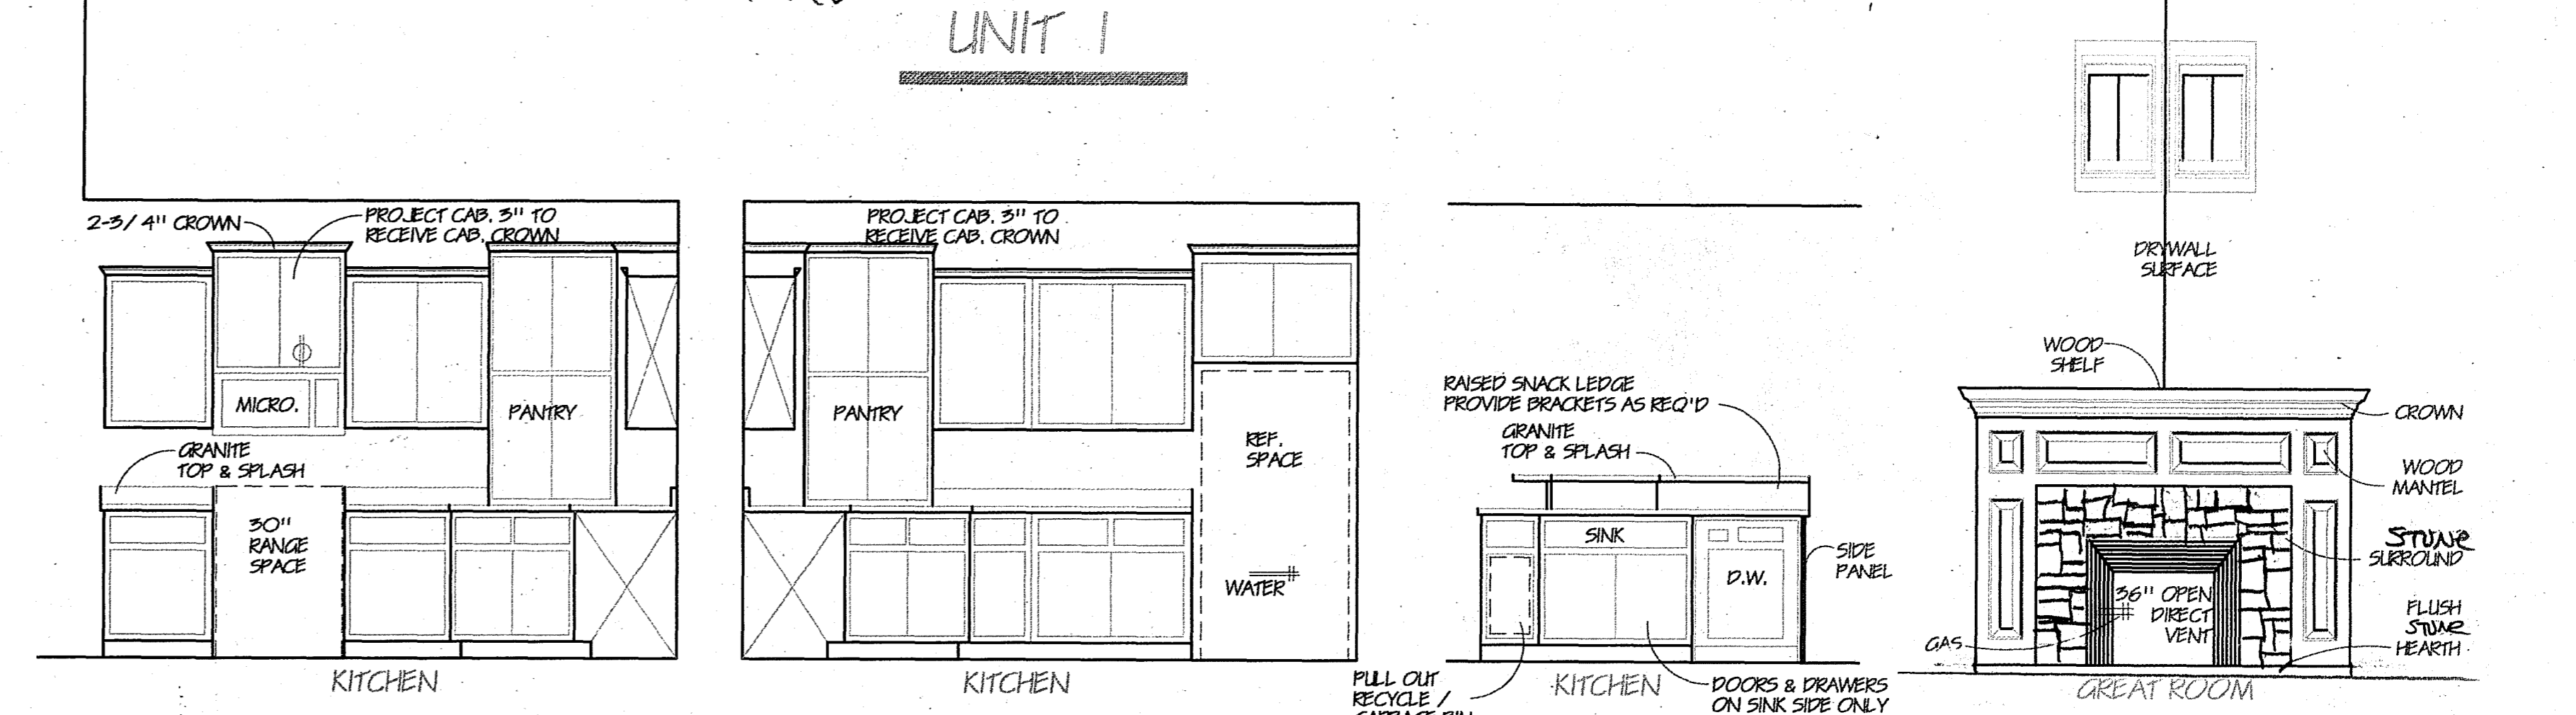 UNIT 1
2-3/4" CROWN
PROJECT CAB. 3" TO
RECEIVE CAB. CROWN
MICRO.
PANTRY
GRANITE
TOP & SPLASH
30"
RANGE
SPACE
KITCHEN
PROJECT CAB. 3" TO
RECEIVE CAB. CROWN
PANTRY
REF.
SPACE
WATER
KITCHEN
RAISED SNACK LEDGE
PROVIDE BRACKETS AS REQ'D
GRANITE
TOP & SPLASH
SINK
D.W.
SIDE
PANEL
PULL OUT
RECYCLE /
KITCHEN
DOORS & DRAWERS
ON SINK SIDE ONLY
DRYWALL
SURFACE
WOOD
SHELF
CROWN
WOOD
MANTEL
STONE
SURROUND
36" OPEN
DIRECT
VENT
GAS
FLUSH
STONE
HEARTH
GREAT ROOM